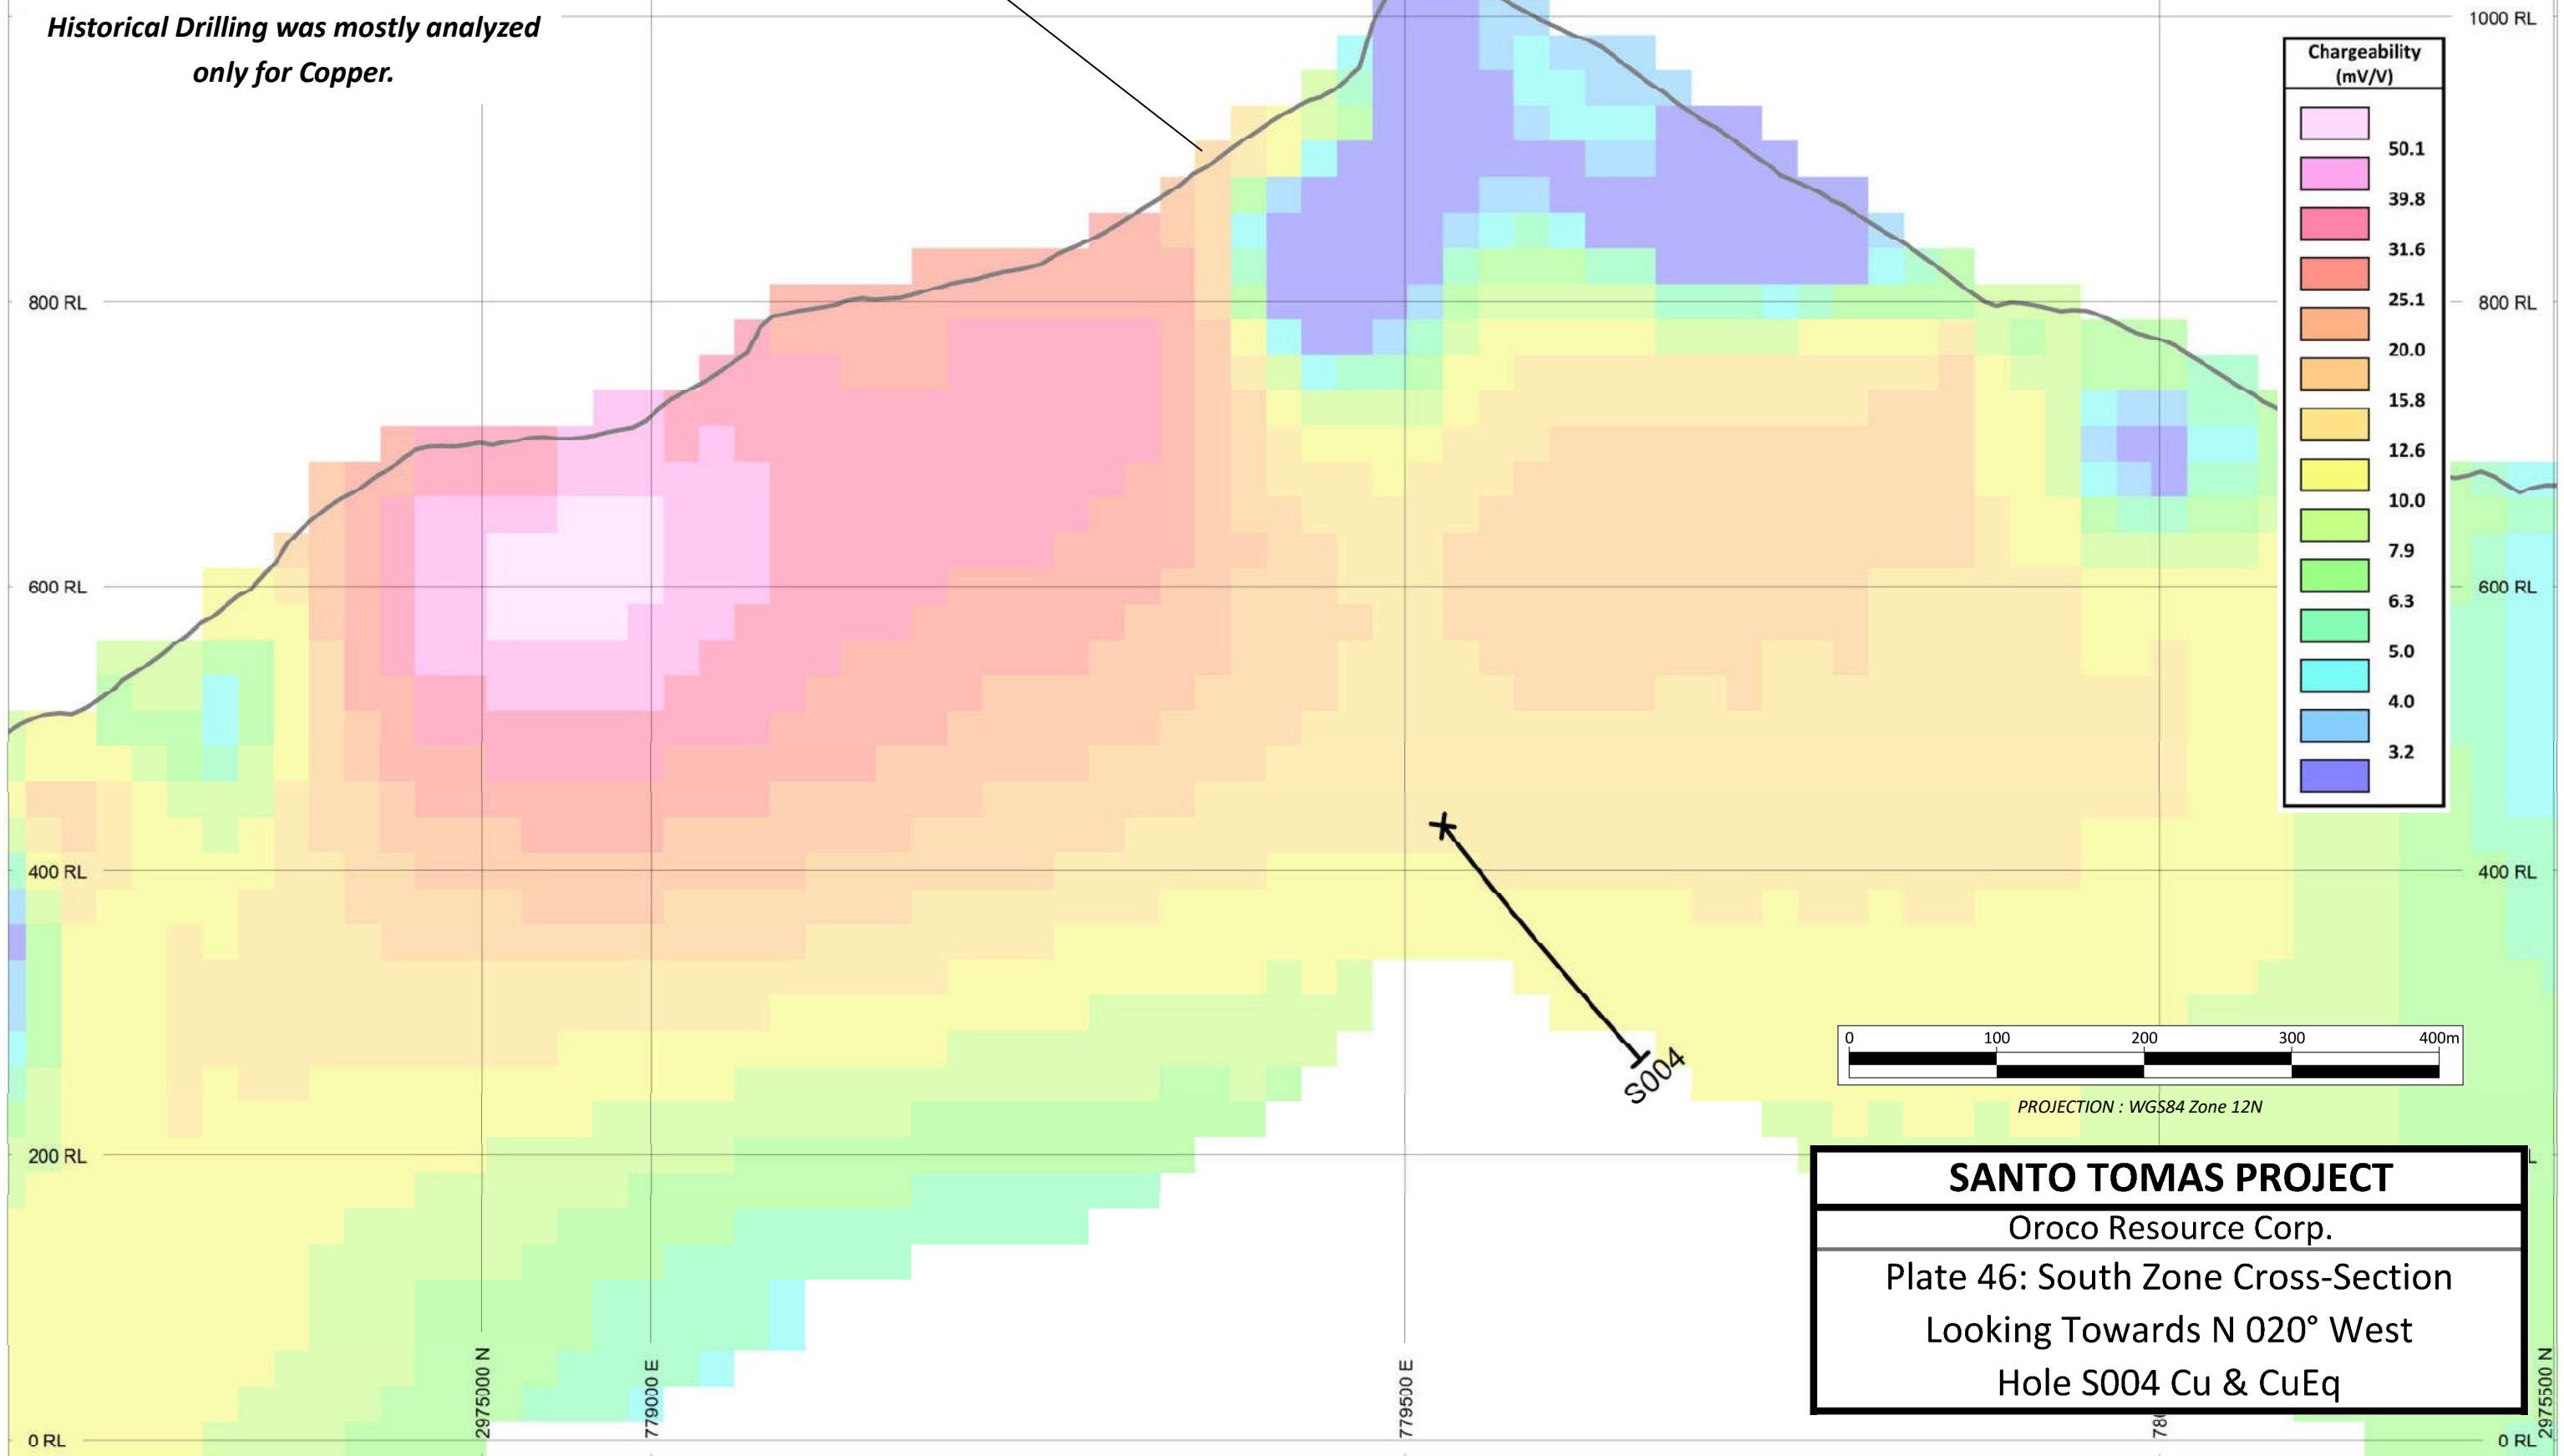 Historical Drilling was mostly analyzed
only for Copper.
1000 RL
Chargeability
(mV/V)
50.1
39.8
31.6
25.1
20.0
15.8
12.6
10.0
7.9
6.3
5.0
4.0
3.2
800 RL
800 RL
600 RL
600 RL
400 RL
400 RL
200 RL
0 RL
0 RL
S004
0 100 200 300 400m
PROJECTION : WGS84 Zone 12N
SANTO TOMAS PROJECT
Oroco Resource Corp.
Plate 46: South Zone Cross-Section
Looking Towards N 020° West
Hole S004 Cu & CuEq
2975000 N
779000 E
779500 E
2975500 N